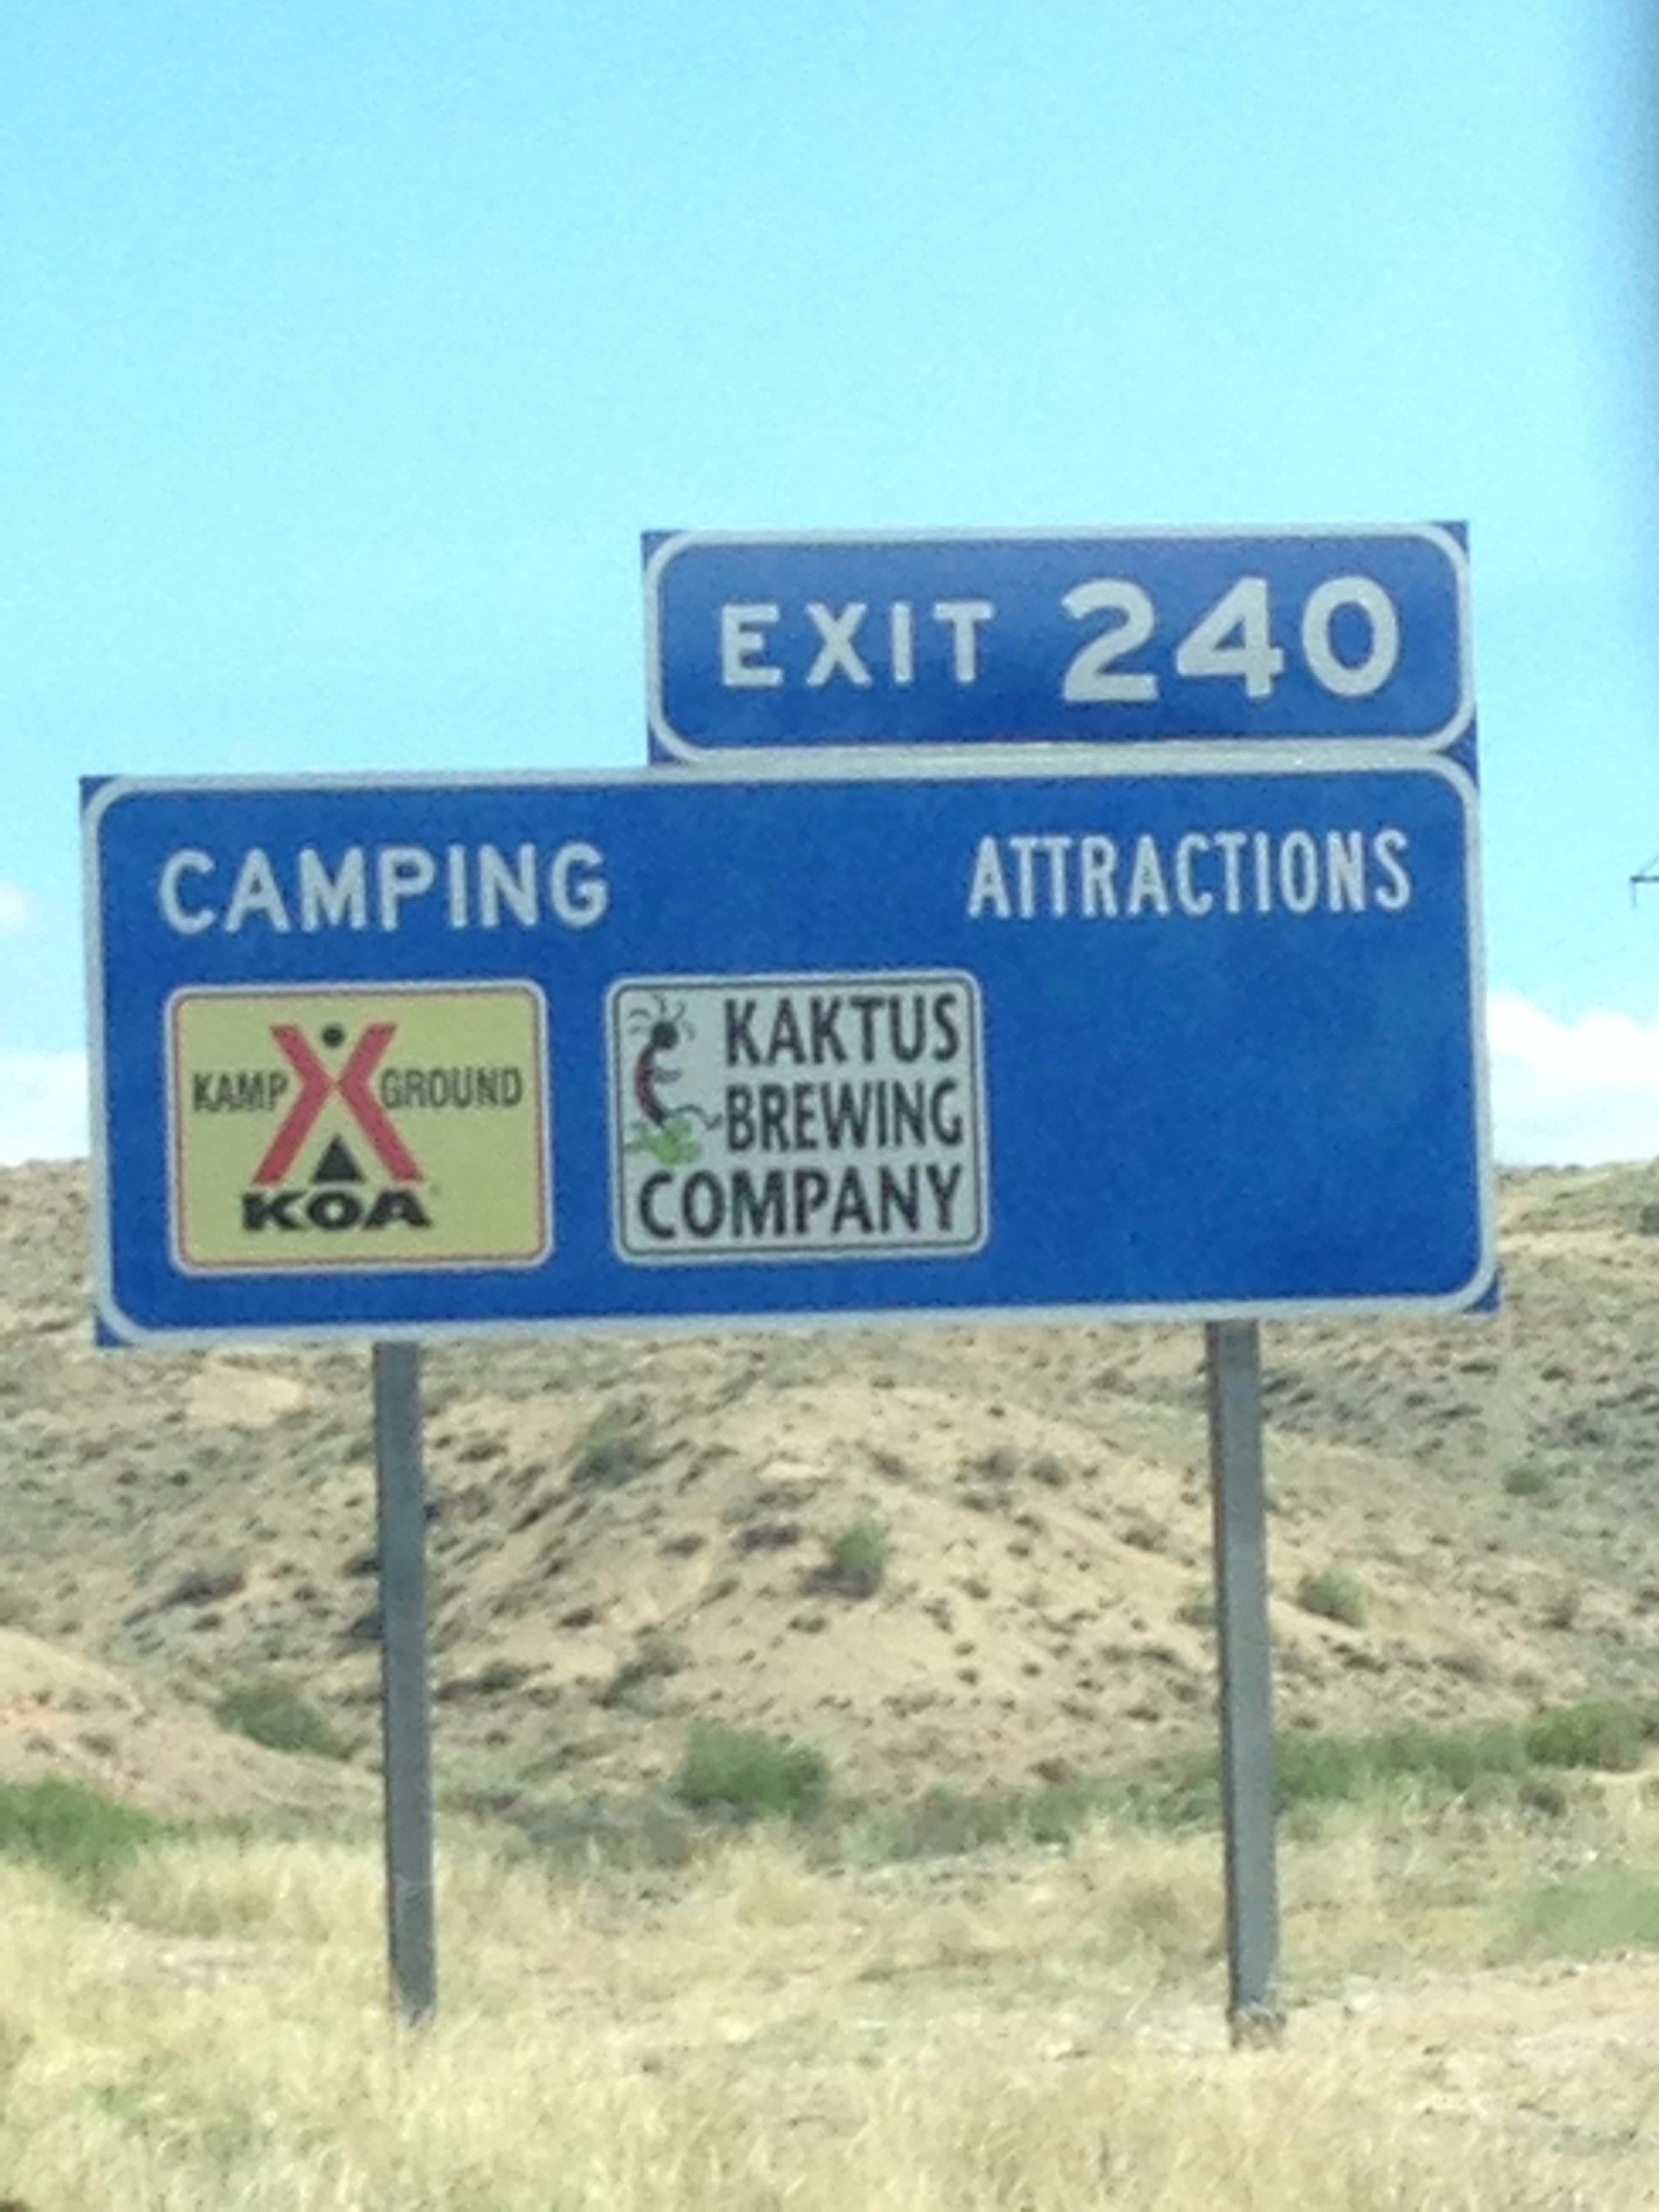 EXIT 240
CAMPING
ATTRACTIONS
KAMP GROUND
KOA
KAKTUS
BREWING
COMPANY